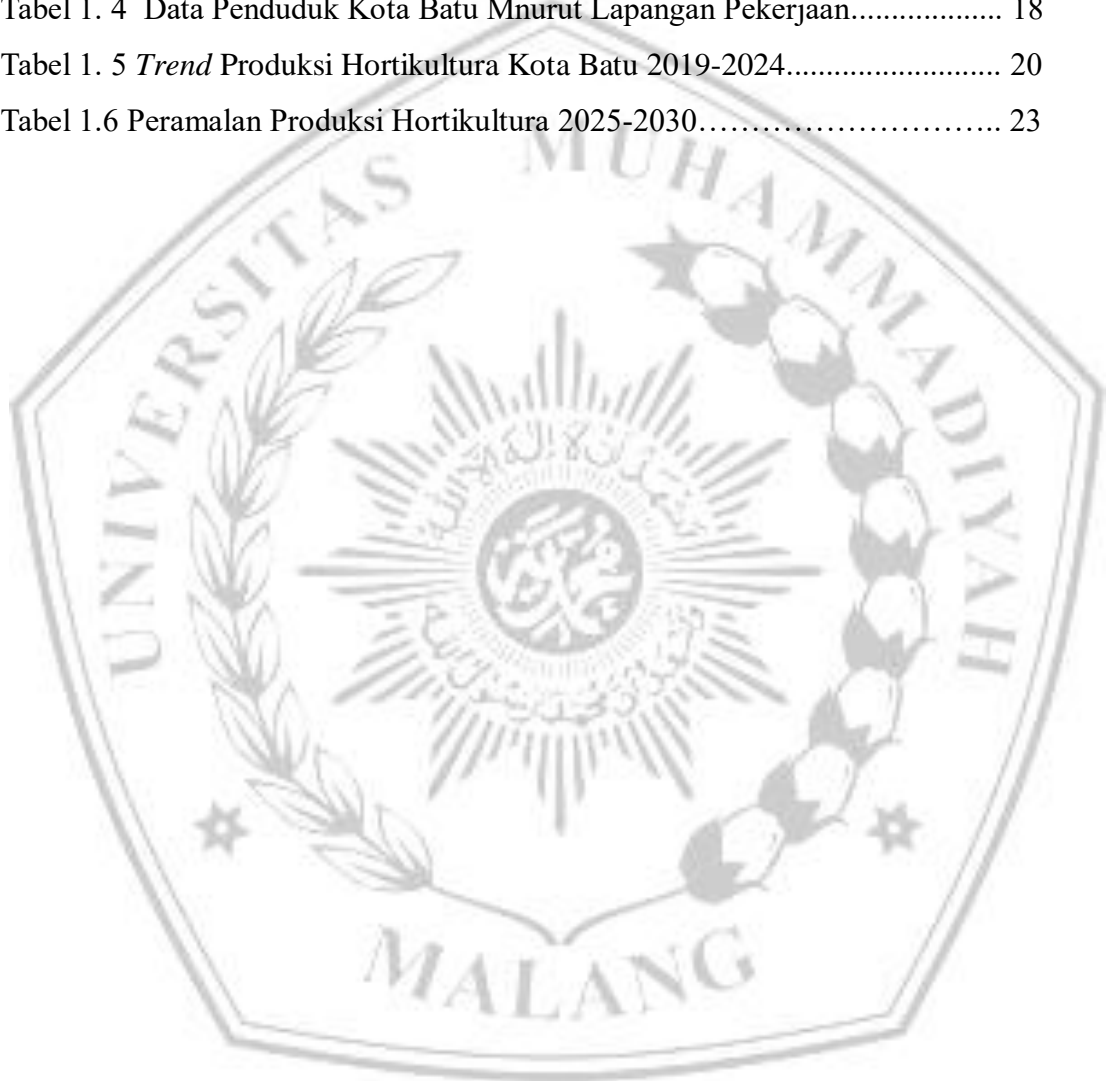 Tabel 1. 4 Data Penduduk Kota Batu Mnurut Lapangan Pekerjaan................... 18
Tabel 1. 5 Trend Produksi Hortikultura Kota Batu 2019-2024........................... 20
Tabel 1.6 Peramalan Produksi Hortikultura 2025-2030……………………….. 23
UNIVERSITAS MUHAMMADIYAH
MALANG